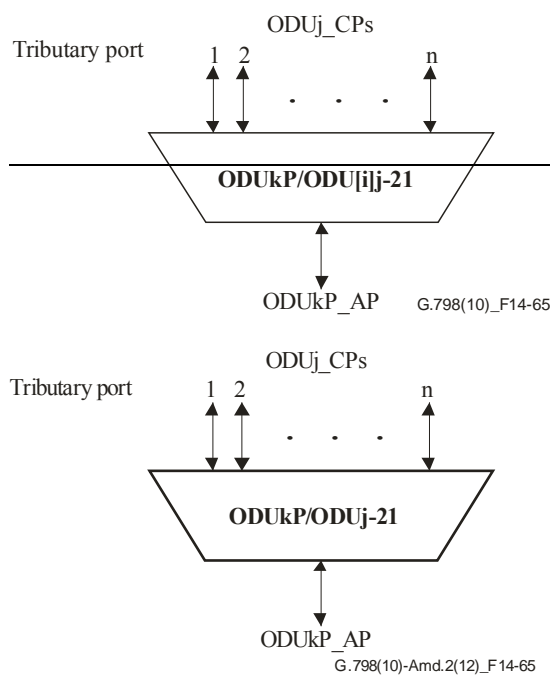 ODUj_CPs
Tributary port
1 2 . . . n
ODUkP/ODU[i]j-21
ODUkP_AP
G.798(10)_F14-65
ODUj_CPs
Tributary port
1 2 . . . n
ODUkP/ODUj-21
ODUkP_AP
G.798(10)-Amd.2(12)_F14-65